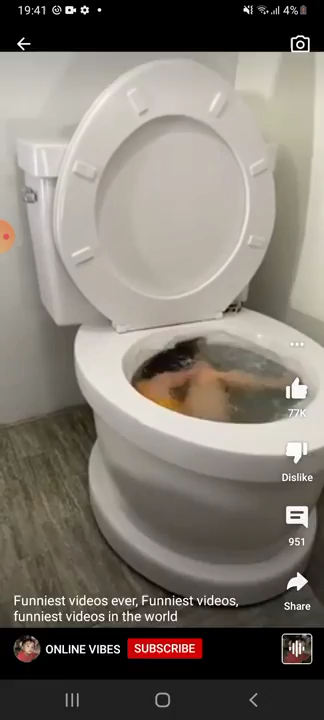 19:41
4%
77K
Dislike
951
Share
Funniest videos ever, Funniest videos,
funniest videos in the world
ONLINE VIBES
SUBSCRIBE